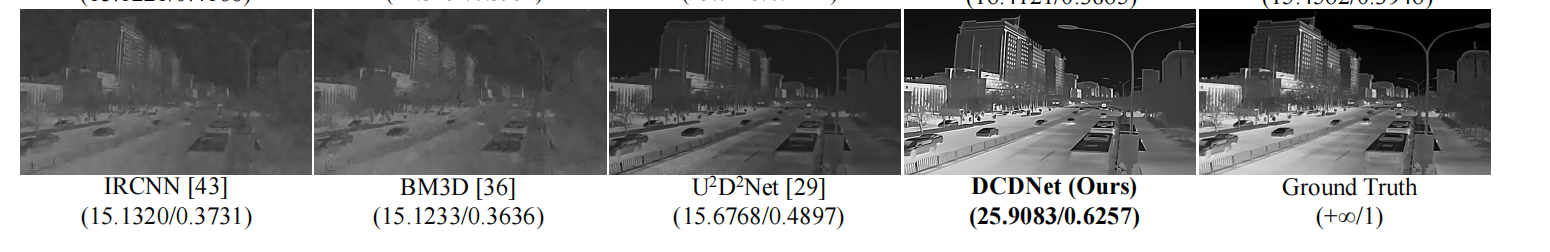 IRCNN [43]
BM3D [36]
U²D²Net [29]
DCDNet (Ours)
Ground Truth
(15.1320/0.3731)
(15.1233/0.3636)
(15.6768/0.4897)
(25.9083/0.6257)
(+∞/1)